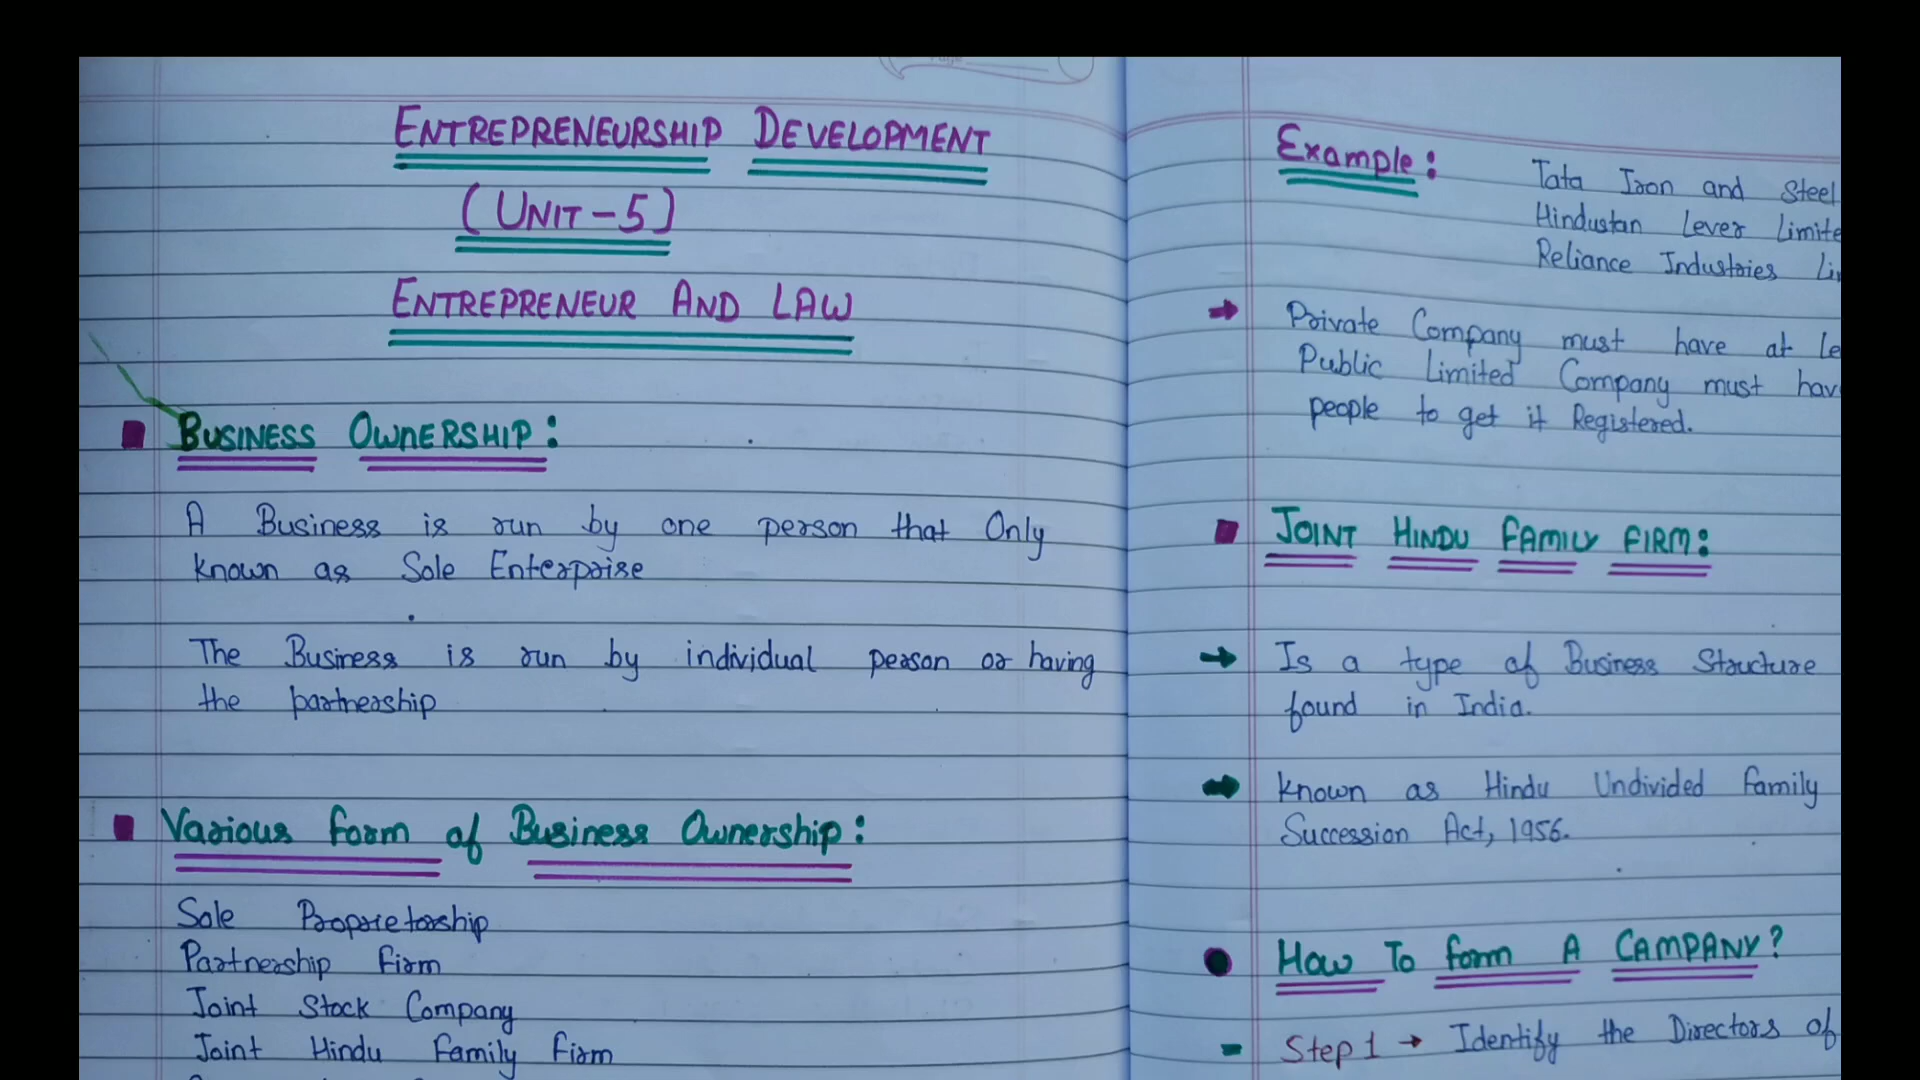 ENTREPRENEURSHIP DEVELOPMENT
(UNIT-5)
ENTREPRENEUR AND LAW
BUSINESS OWNERSHIP:
A Business is run by one person that Only
known as Sole Enterprise
The Business is run by individual person or having
the partnership
Various form of Business Ownership:
Sole Proprietorship
Partnership Firm
Joint Stock Company
Joint Hindu Family Firm
Example:
Tata Iron and Steel
Hindustan Lever Limite
Reliance Industries Li
Private Company must have at le
Public Limited Company must hav
people to get it Registered.
JOINT HINDU FAMILY FIRM:
Is a type of Business Structure
found in India.
Known as Hindu Undivided Family
Succession Act, 1956.
HOW TO form A CAMPANY?
Step 1 → Identify the Directors of